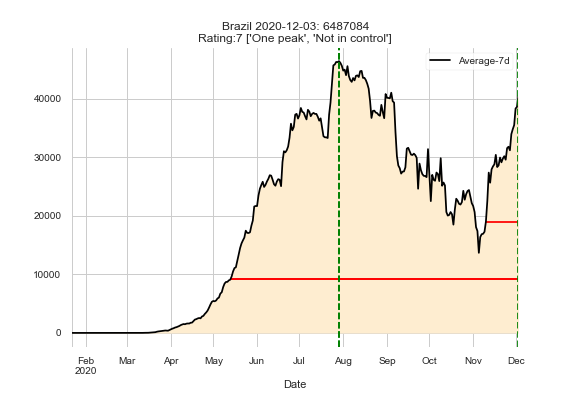 Brazil 2020-12-03: 6487084
Rating:7 ['One peak', 'Not in control']
Average-7d
40000
30000
20000
10000
0
Feb Mar Apr May Jun Jul Aug Sep Oct Nov Dec
2020
Date